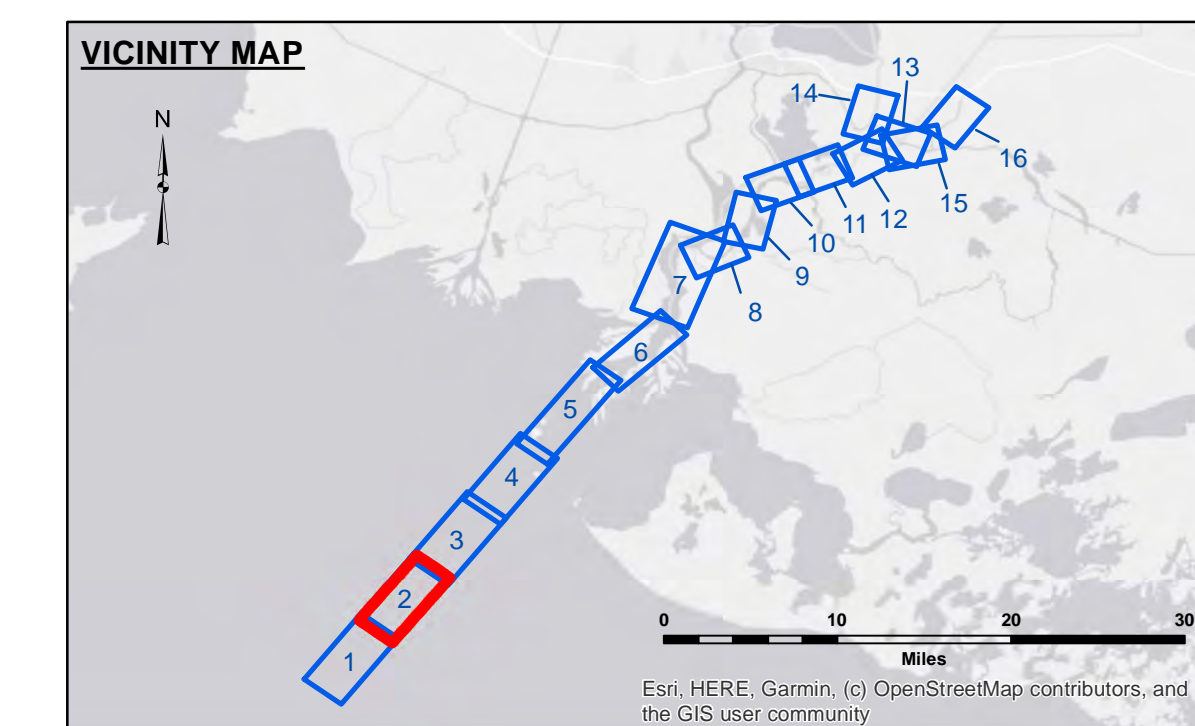 VICINITY MAP
N
13
14
16
15
12
11
10
9
8
7
6
5
4
3
2
1
0 10 20 30
Miles
Esri, HERE, Garmin, (c) OpenStreetMap contributors, and
the GIS user community